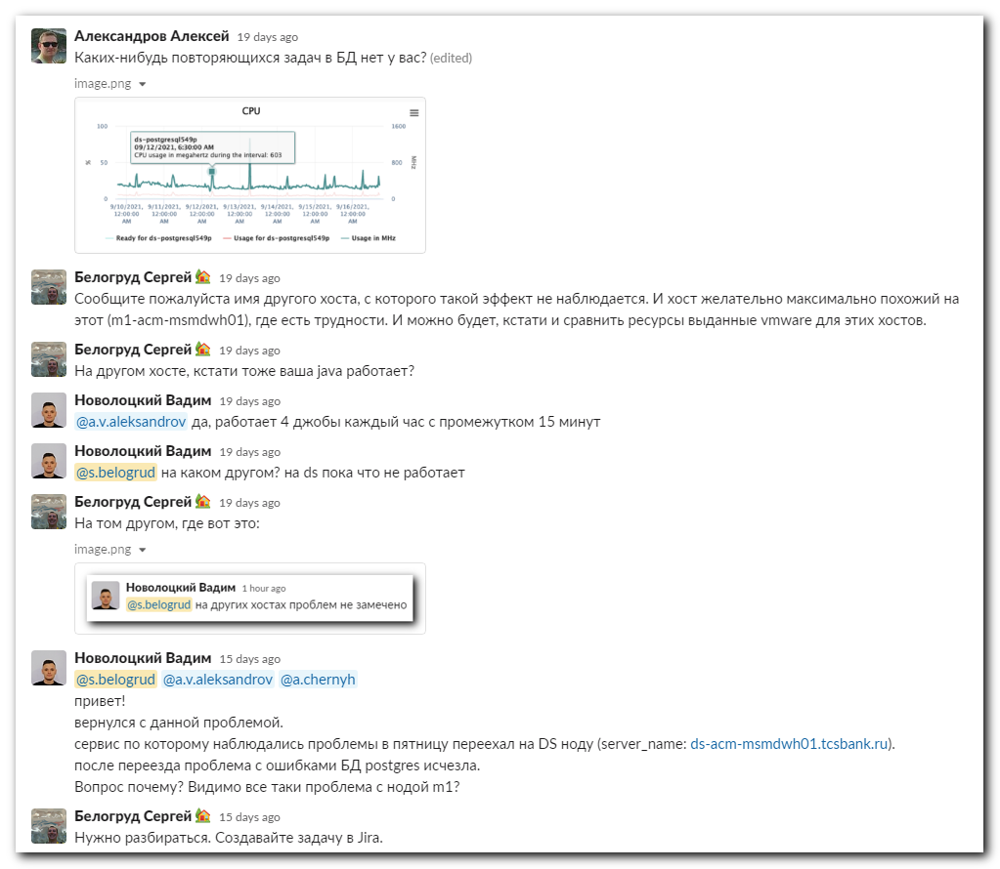 Александров Алексей 19 days ago
Каких-нибудь повторяющихся задач в БД нет у вас? (edited)
image.png
CPU
100
1600
ds-postgresql549p
09/12/2021, 6:30:00 AM
CPU usage in megahertz during the interval: 603
%
50
800
MHz
0
0
9/10/2021, 9/11/2021, 9/12/2021, 9/13/2021, 9/14/2021, 9/15/2021, 9/16/2021,
12:00:00 12:00:00 12:00:00 12:00:00 12:00:00 12:00:00 12:00:00
AM AM AM AM AM AM AM
Ready for ds-postgresql549p Usage for ds-postgresql549p Usage in MHz
Белогруд Сергей 19 days ago
Сообщите пожалуйста имя другого хоста, с которого такой эффект не наблюдается. И хост желательно максимально похожий на
этот (m1-acm-msmdwh01), где есть трудности. И можно будет, кстати и сравнить ресурсы выданные vmware для этих хостов.
Белогруд Сергей 19 days ago
На другом хосте, кстати тоже ваша java работает?
Новолоцкий Вадим 19 days ago
@a.v.aleksandrov да, работает 4 джобы каждый час с промежутком 15 минут
Новолоцкий Вадим 19 days ago
@s.belogrud на каком другом? на ds пока что не работает
Белогруд Сергей 19 days ago
На том другом, где вот это:
image.png
Новолоцкий Вадим 1 hour ago
@s.belogrud на других хостах проблем не замечено
Новолоцкий Вадим 15 days ago
@s.belogrud @a.v.aleksandrov @a.chernyh
привет!
вернулся с данной проблемой.
сервис по которому наблюдались проблемы в пятницу переехал на DS ноду (server_name: ds-acm-msmdwh01.tcsbank.ru).
после переезда проблема с ошибками БД postgres исчезла.
Вопрос почему? Видимо все таки проблема с нодой m1?
Белогруд Сергей 15 days ago
Нужно разбираться. Создавайте задачу в Jira.